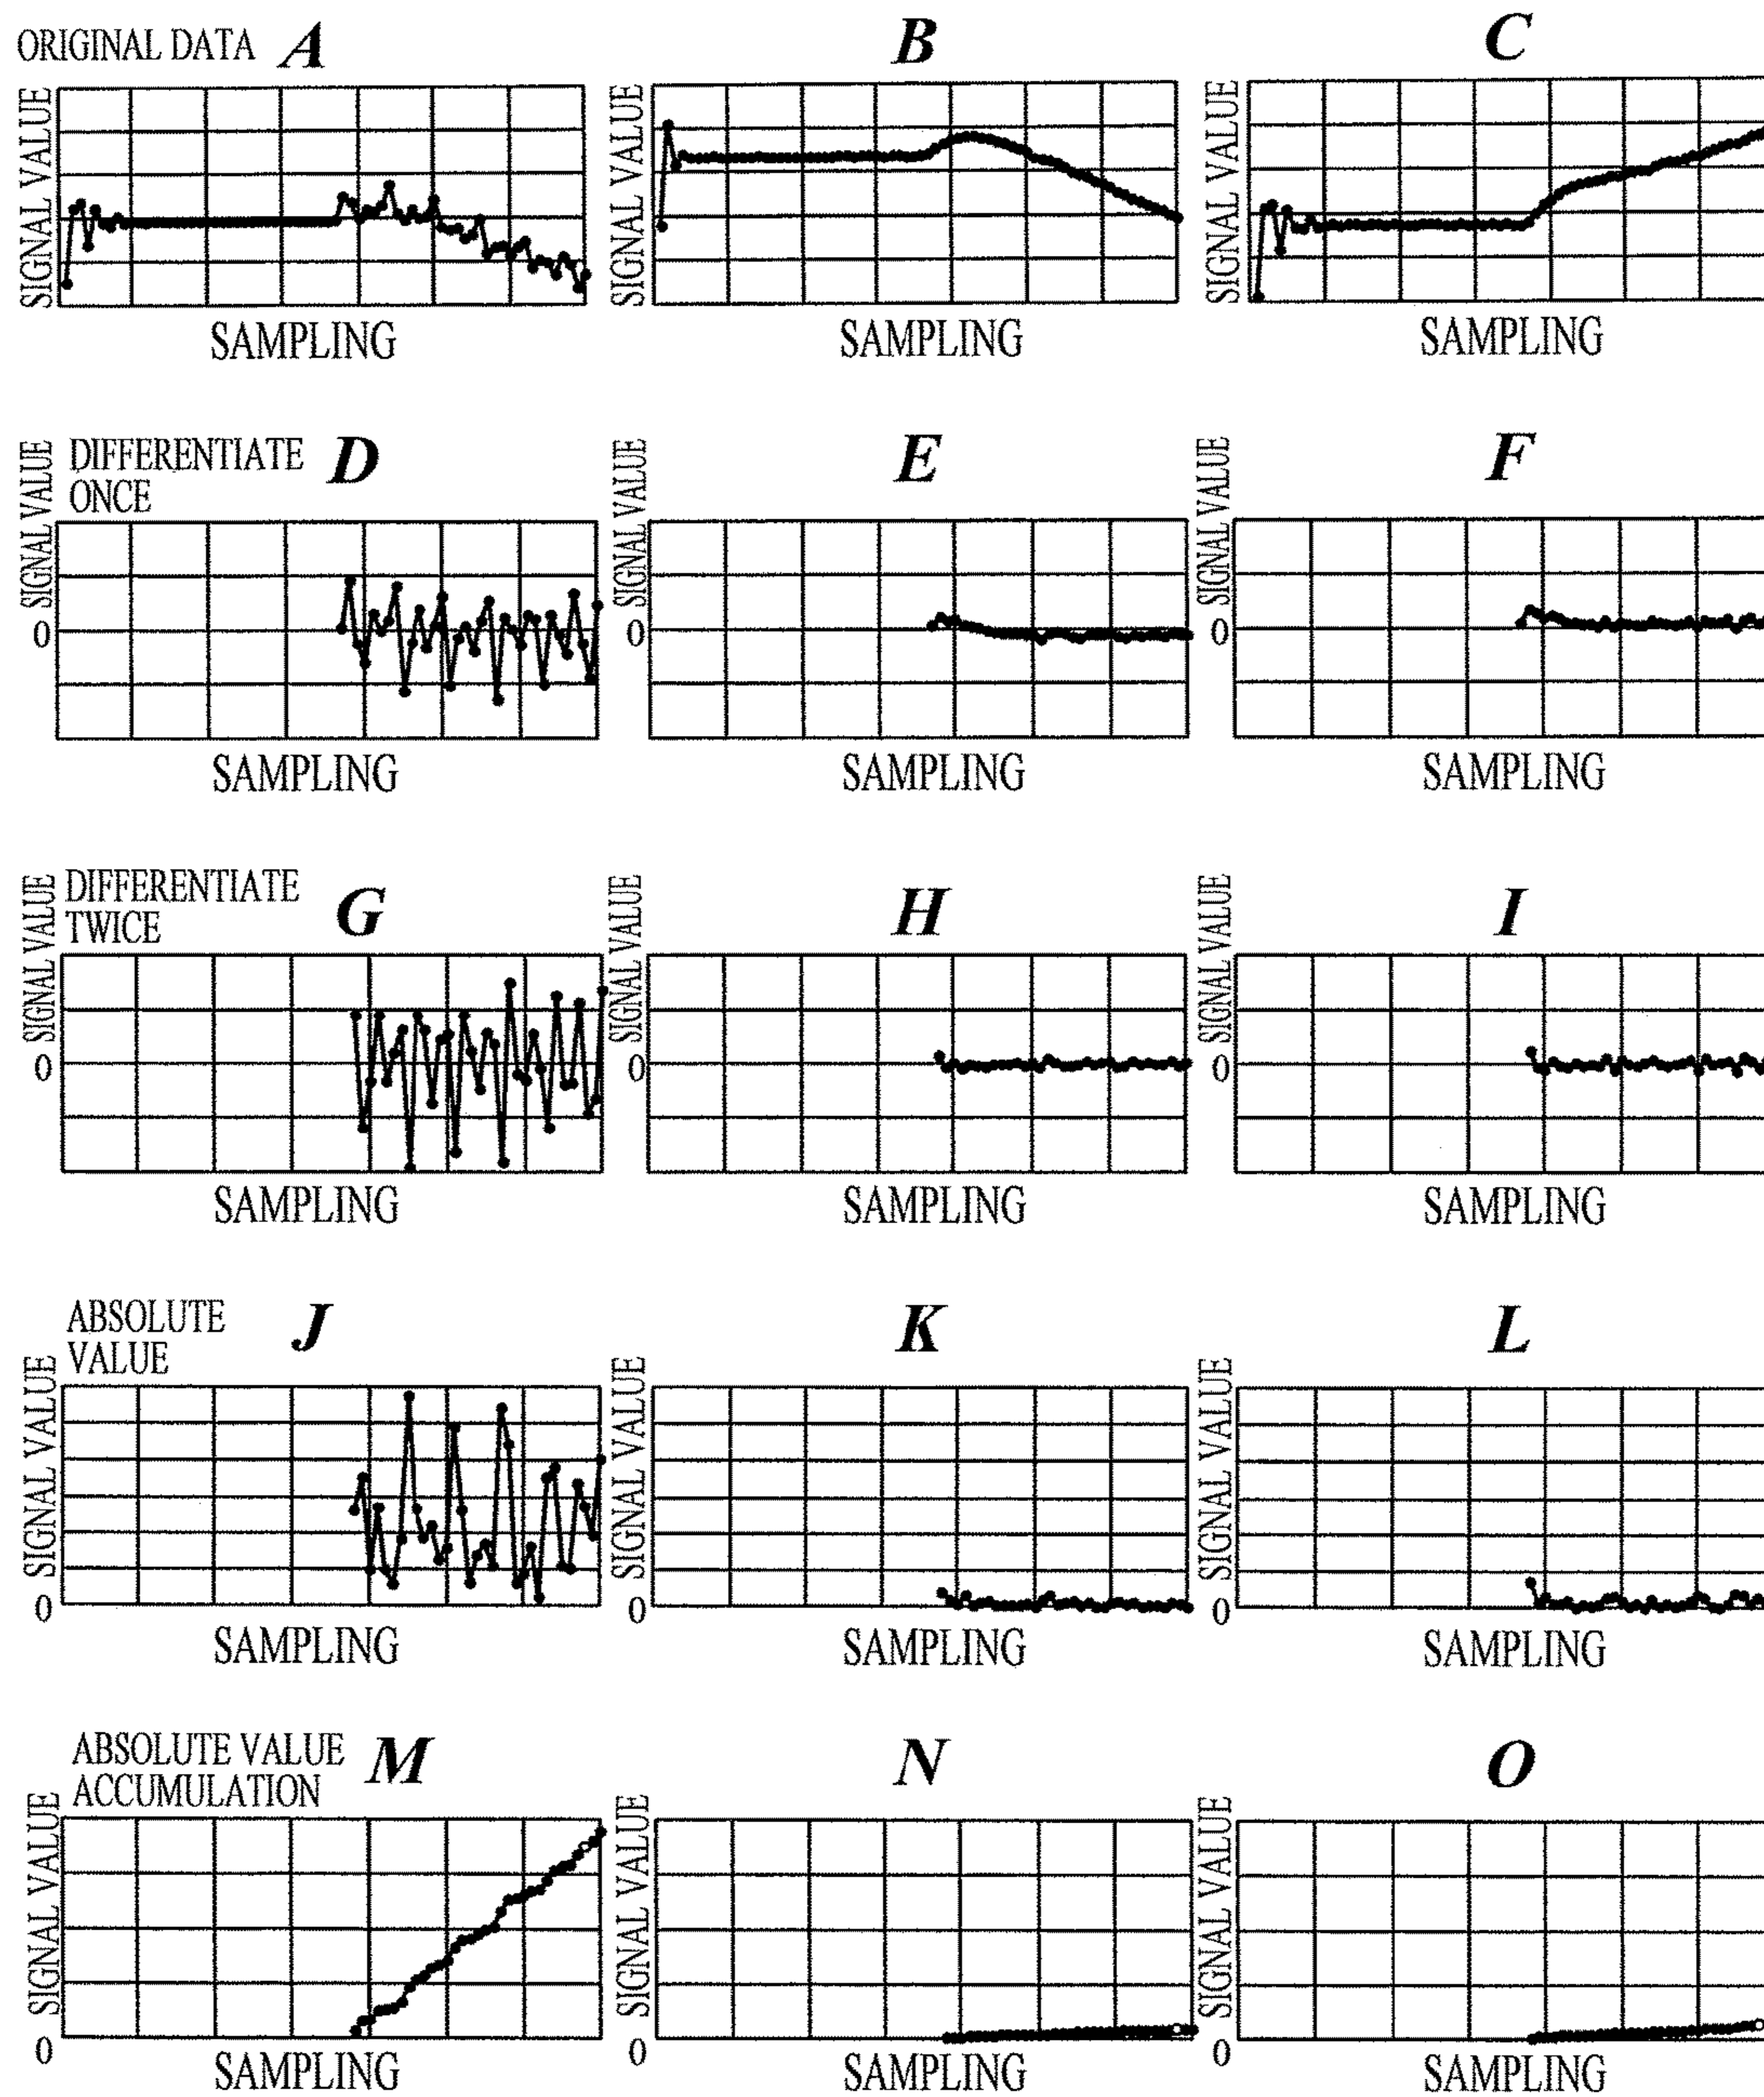 ORIGINAL DATA A B C
SIGNAL VALUE SIGNAL VALUE SIGNAL VALUE
SAMPLING SAMPLING SAMPLING
DIFFERENTIATE D E F
ONCE
SIGNAL VALUE SIGNAL VALUE SIGNAL VALUE
0 0 0
SAMPLING SAMPLING SAMPLING
DIFFERENTIATE G H I
TWICE
SIGNAL VALUE SIGNAL VALUE SIGNAL VALUE
0 0 0
SAMPLING SAMPLING SAMPLING
ABSOLUTE J K L
VALUE
SIGNAL VALUE SIGNAL VALUE SIGNAL VALUE
0 0 0
SAMPLING SAMPLING SAMPLING
ABSOLUTE VALUE M N O
ACCUMULATION
SIGNAL VALUE SIGNAL VALUE SIGNAL VALUE
0 0 0
SAMPLING SAMPLING SAMPLING